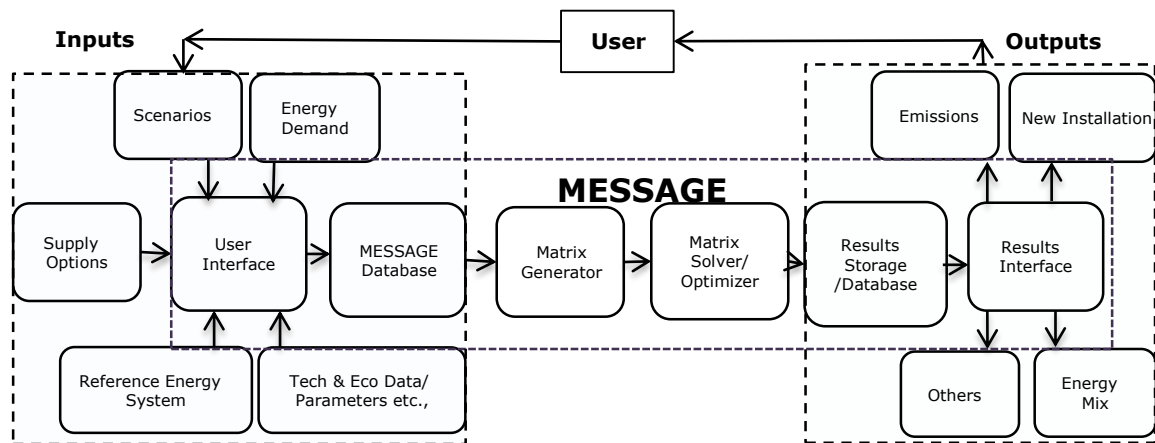 Inputs
User
Outputs
Scenarios
Energy
Demand
Emissions
New Installation
MESSAGE
Supply
Options
User
Interface
MESSAGE
Database
Matrix
Generator
Matrix
Solver/
Optimizer
Results
Storage
/Database
Results
Interface
Reference Energy
System
Tech & Eco Data/
Parameters etc.,
Others
Energy
Mix